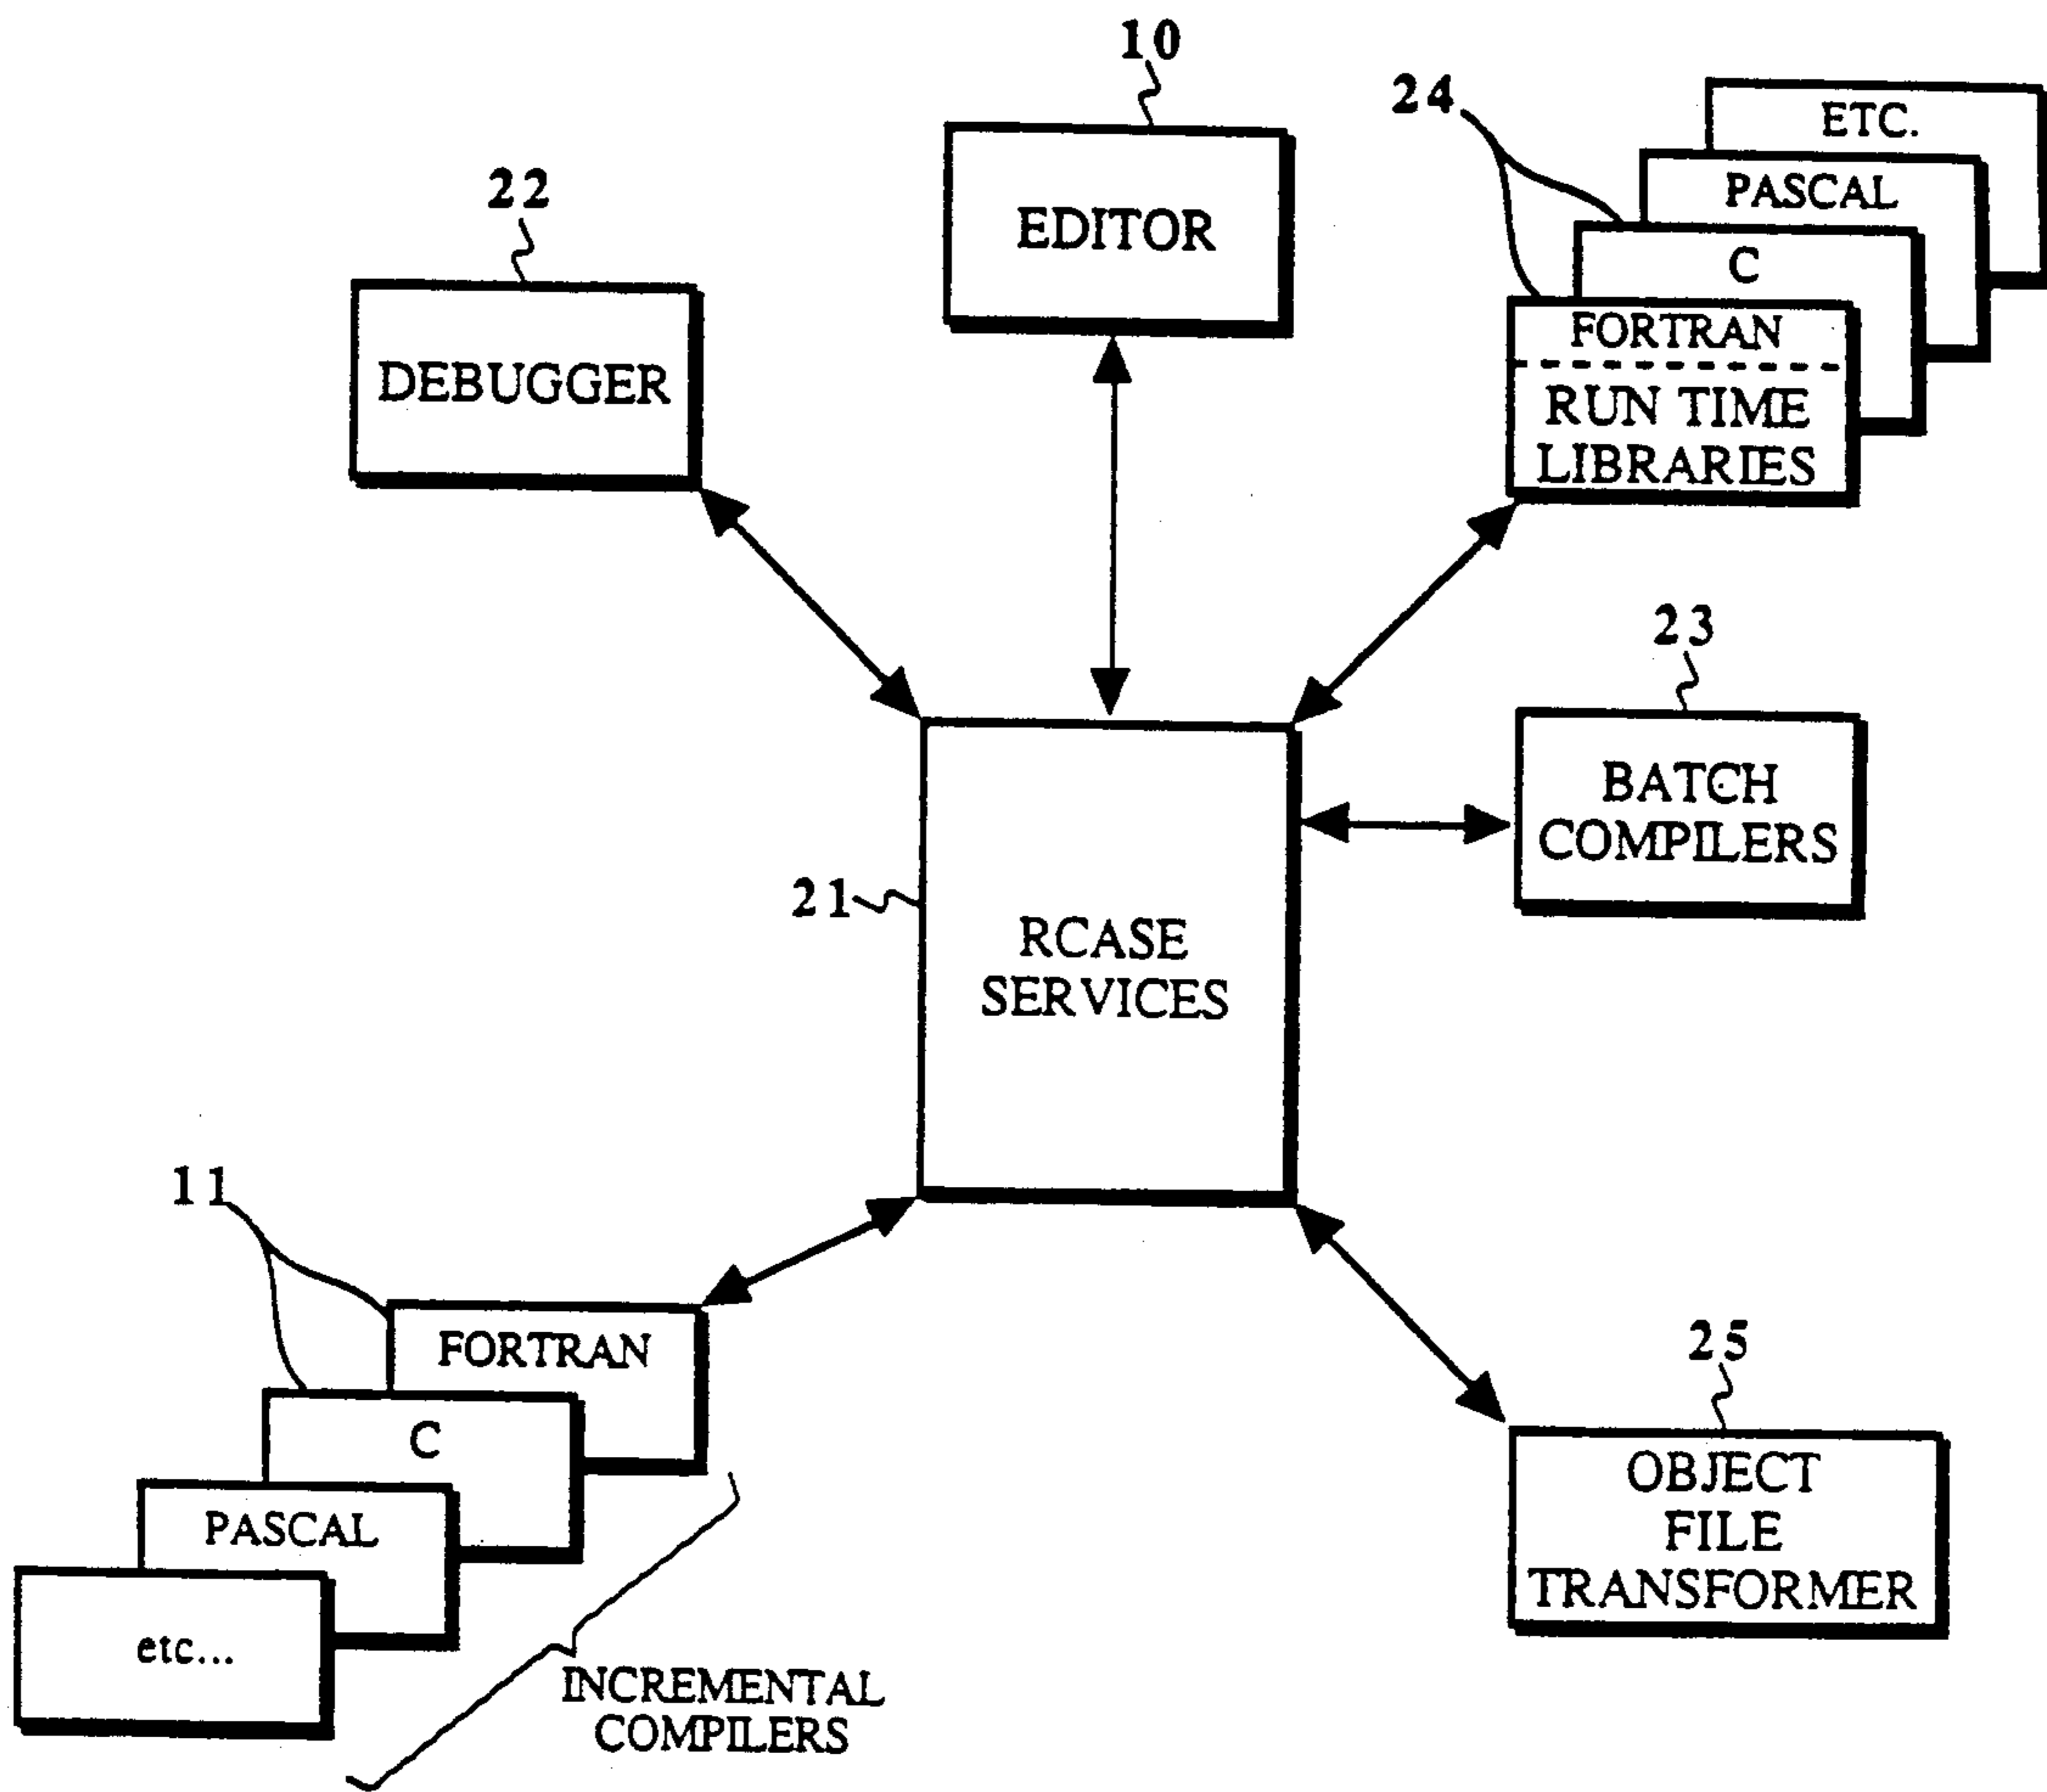 10
24
ETC.
PASCAL
C
FORTRAN
RUN TIME
LIBRARIES
22
EDITOR
DEBUGGER
23
BATCH
COMPILERS
21
RCASE
SERVICES
11
FORTRAN
C
PASCAL
etc...
INCREMENTAL
COMPILERS
25
OBJECT
FILE
TRANSFORMER